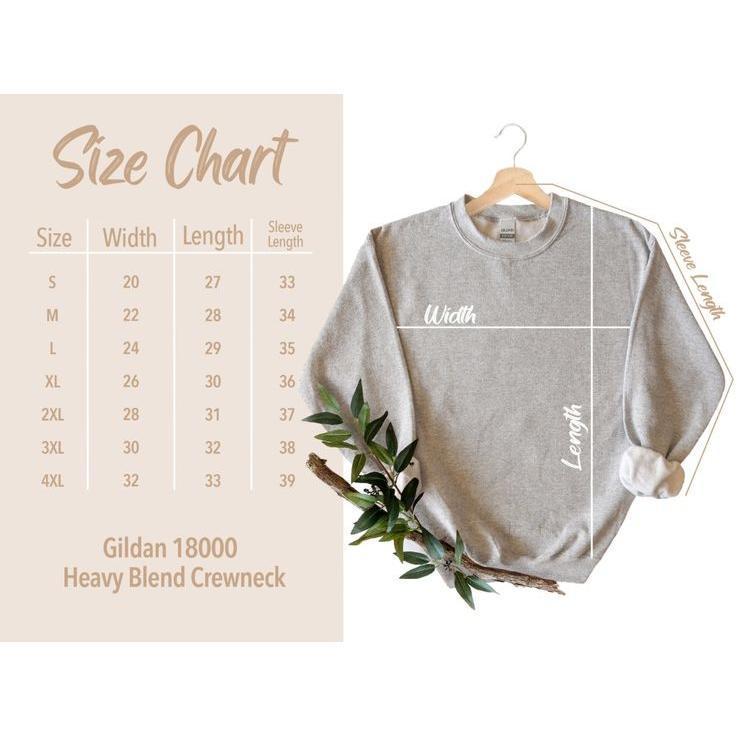 Size Chart
Size Width Length Sleeve Length
S 20 27 33
M 22 28 34
L 24 29 35
XL 26 30 36
2XL 28 31 37
3XL 30 32 38
4XL 32 33 39
Gildan 18000
Heavy Blend Crewneck
GILDAN
Width
Length
Sleeve Length